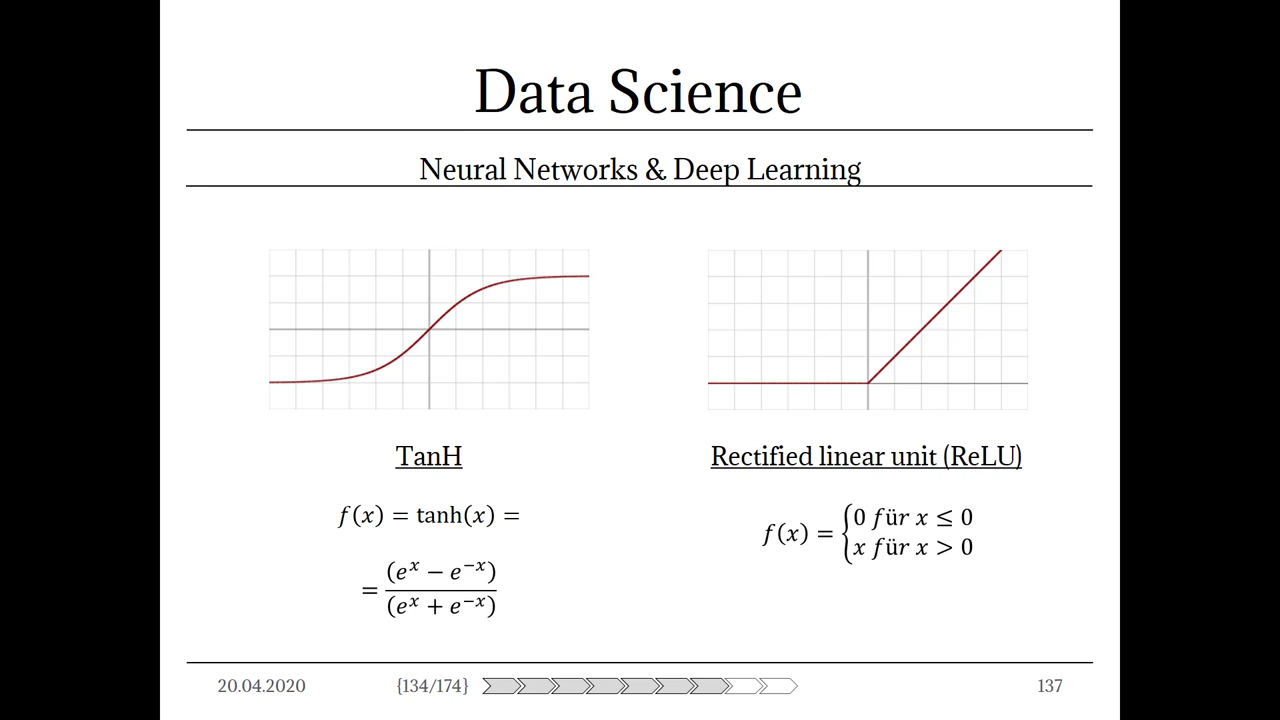 Data Science
Neural Networks & Deep Learning
TanH
f(x) = tanh(x) =
= (e^x − e^{−x}) / (e^x + e^{−x})
Rectified linear unit (ReLU)
f(x) = { 0 für x ≤ 0
x für x > 0
20.04.2020 {134/174} 137